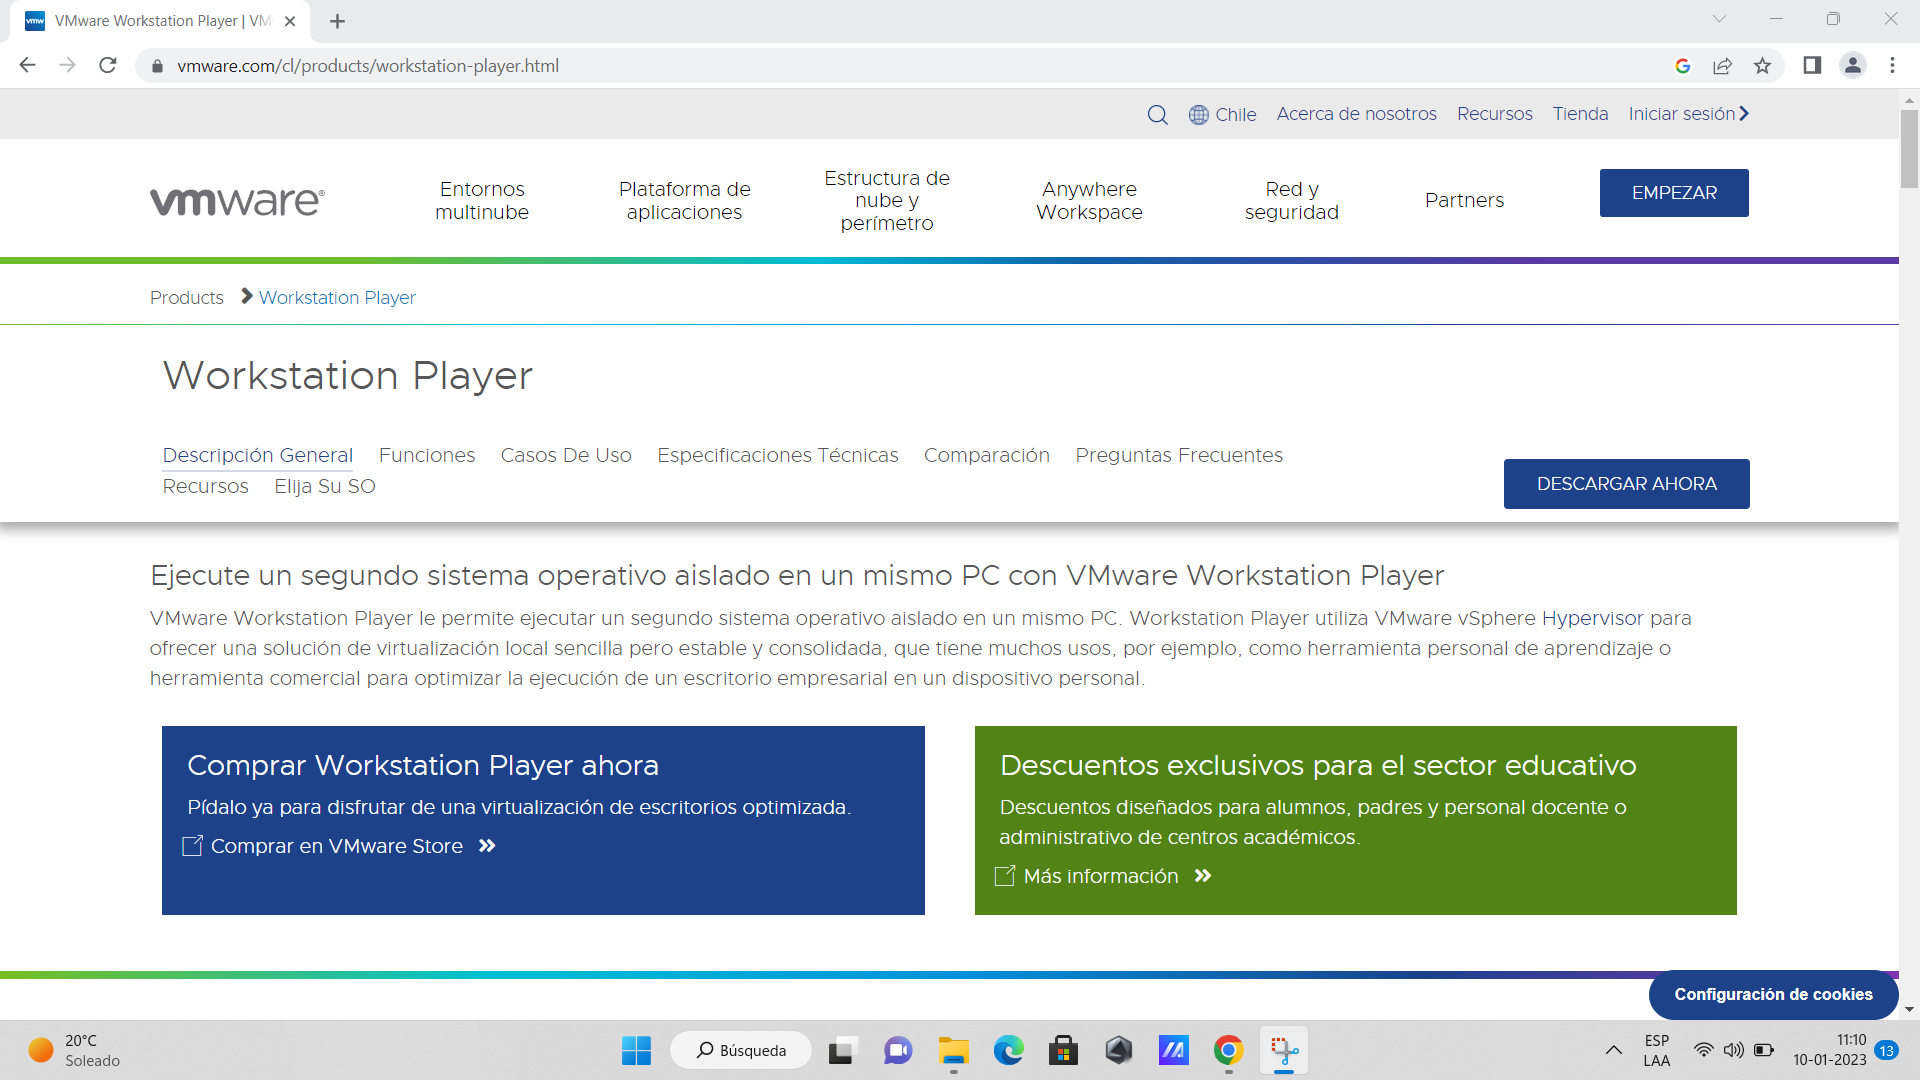 VMware Workstation Player | VM
vmware.com/cl/products/workstation-player.html
Chile Acerca de nosotros Recursos Tienda Iniciar sesión
vmware®
Entornos
multinube
Plataforma de
aplicaciones
Estructura de
nube y
perímetro
Anywhere
Workspace
Red y
seguridad
Partners
EMPEZAR
Products Workstation Player
Workstation Player
Descripción General Funciones Casos De Uso Especificaciones Técnicas Comparación Preguntas Frecuentes
Recursos Elija Su SO
DESCARGAR AHORA
Ejecute un segundo sistema operativo aislado en un mismo PC con VMware Workstation Player
VMware Workstation Player le permite ejecutar un segundo sistema operativo aislado en un mismo PC. Workstation Player utiliza VMware vSphere Hypervisor para
ofrecer una solución de virtualización local sencilla pero estable y consolidada, que tiene muchos usos, por ejemplo, como herramienta personal de aprendizaje o
herramienta comercial para optimizar la ejecución de un escritorio empresarial en un dispositivo personal.
Comprar Workstation Player ahora
Pídalo ya para disfrutar de una virtualización de escritorios optimizada.
Comprar en VMware Store
Descuentos exclusivos para el sector educativo
Descuentos diseñados para alumnos, padres y personal docente o
administrativo de centros académicos.
Más información
Configuración de cookies
20°C
Soleado
Búsqueda
ESP
LAA
11:10
10-01-2023
13